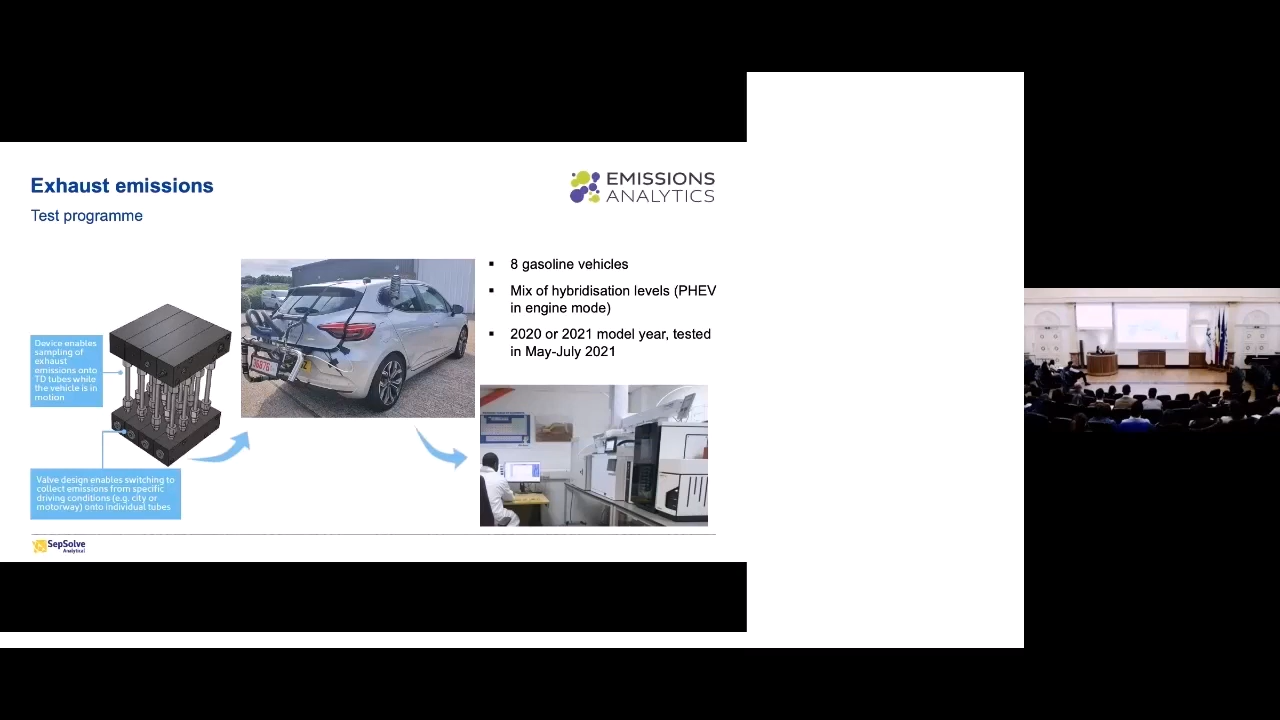 Exhaust emissions
Test programme
EMISSIONS
ANALYTICS
Device enables
sampling of
exhaust
emissions onto
TD tubes while
the vehicle is in
motion
Valve design enables switching to
collect emissions from specific
driving conditions (e.g. city or
motorway) onto individual tubes
▪ 8 gasoline vehicles
▪ Mix of hybridisation levels (PHEV
in engine mode)
▪ 2020 or 2021 model year, tested
in May-July 2021
SepSolve
Analytical